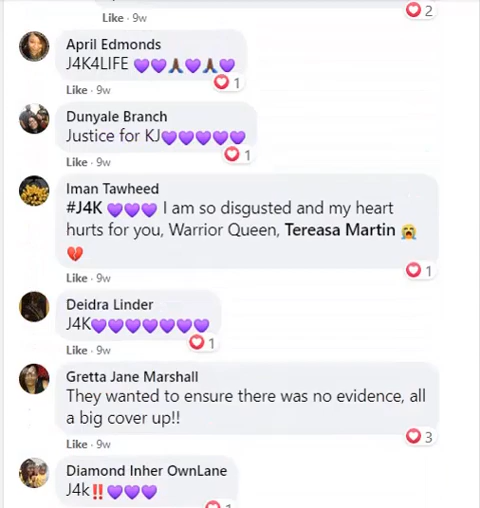 Like · 9w
2
April Edmonds
J4K4LIFE 💜💜🙏🏾💜🙏🏾💜
1
Like · 9w
Dunyale Branch
Justice for KJ💜💜💜💜💜
1
Like · 9w
Iman Tawheed
#J4K 💜💜💜 I am so disgusted and my heart
hurts for you, Warrior Queen, Tereasa Martin 😭
💔
1
Like · 9w
Deidra Linder
J4K💜💜💜💜💜💜💜
1
Like · 9w
Gretta Jane Marshall
They wanted to ensure there was no evidence, all
a big cover up!!
3
Like · 9w
Diamond Inher OwnLane
J4k‼️💜💜💜
1